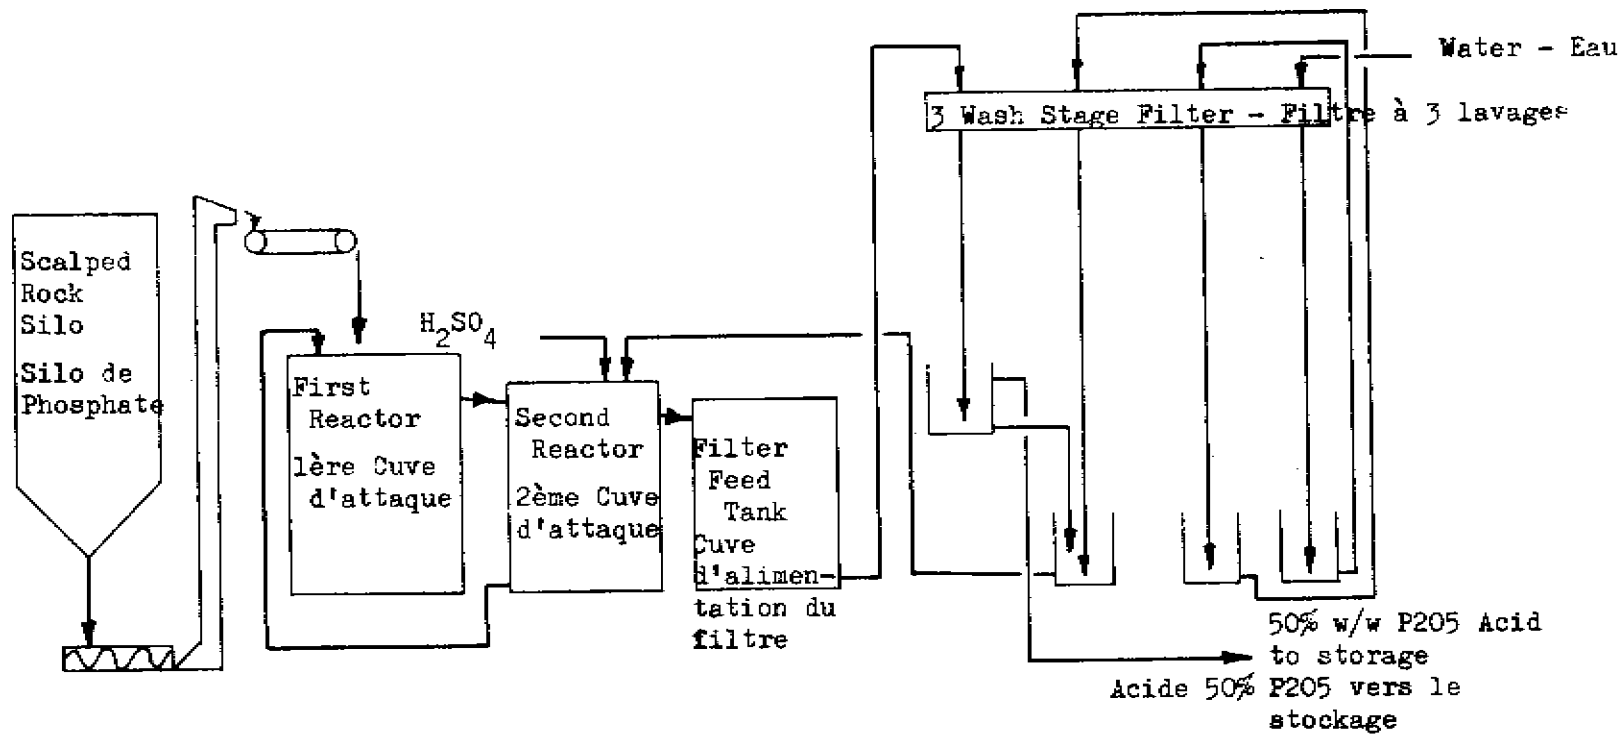 Water - Eau
3 Wash Stage Filter - Filtre à 3 lavages
Scalped
Rock
Silo
Silo de
Phosphate
H2SO4
First
Reactor
1ère Cuve
d'attaque
Second
Reactor
2ème Cuve
d'attaque
Filter
Feed
Tank
Cuve
d'alimen-
tation du
filtre
50% w/w P205 Acid
to storage
Acide 50% P205 vers le
stockage